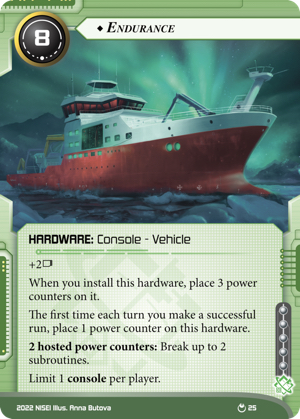 8
◆ ENDURANCE
HARDWARE: Console - Vehicle
+2
When you install this hardware, place 3 power
counters on it.
The first time each turn you make a successful
run, place 1 power counter on this hardware.
2 hosted power counters: Break up to 2
subroutines.
Limit 1 console per player.
2022 NISEI Illus. Anna Butova
25